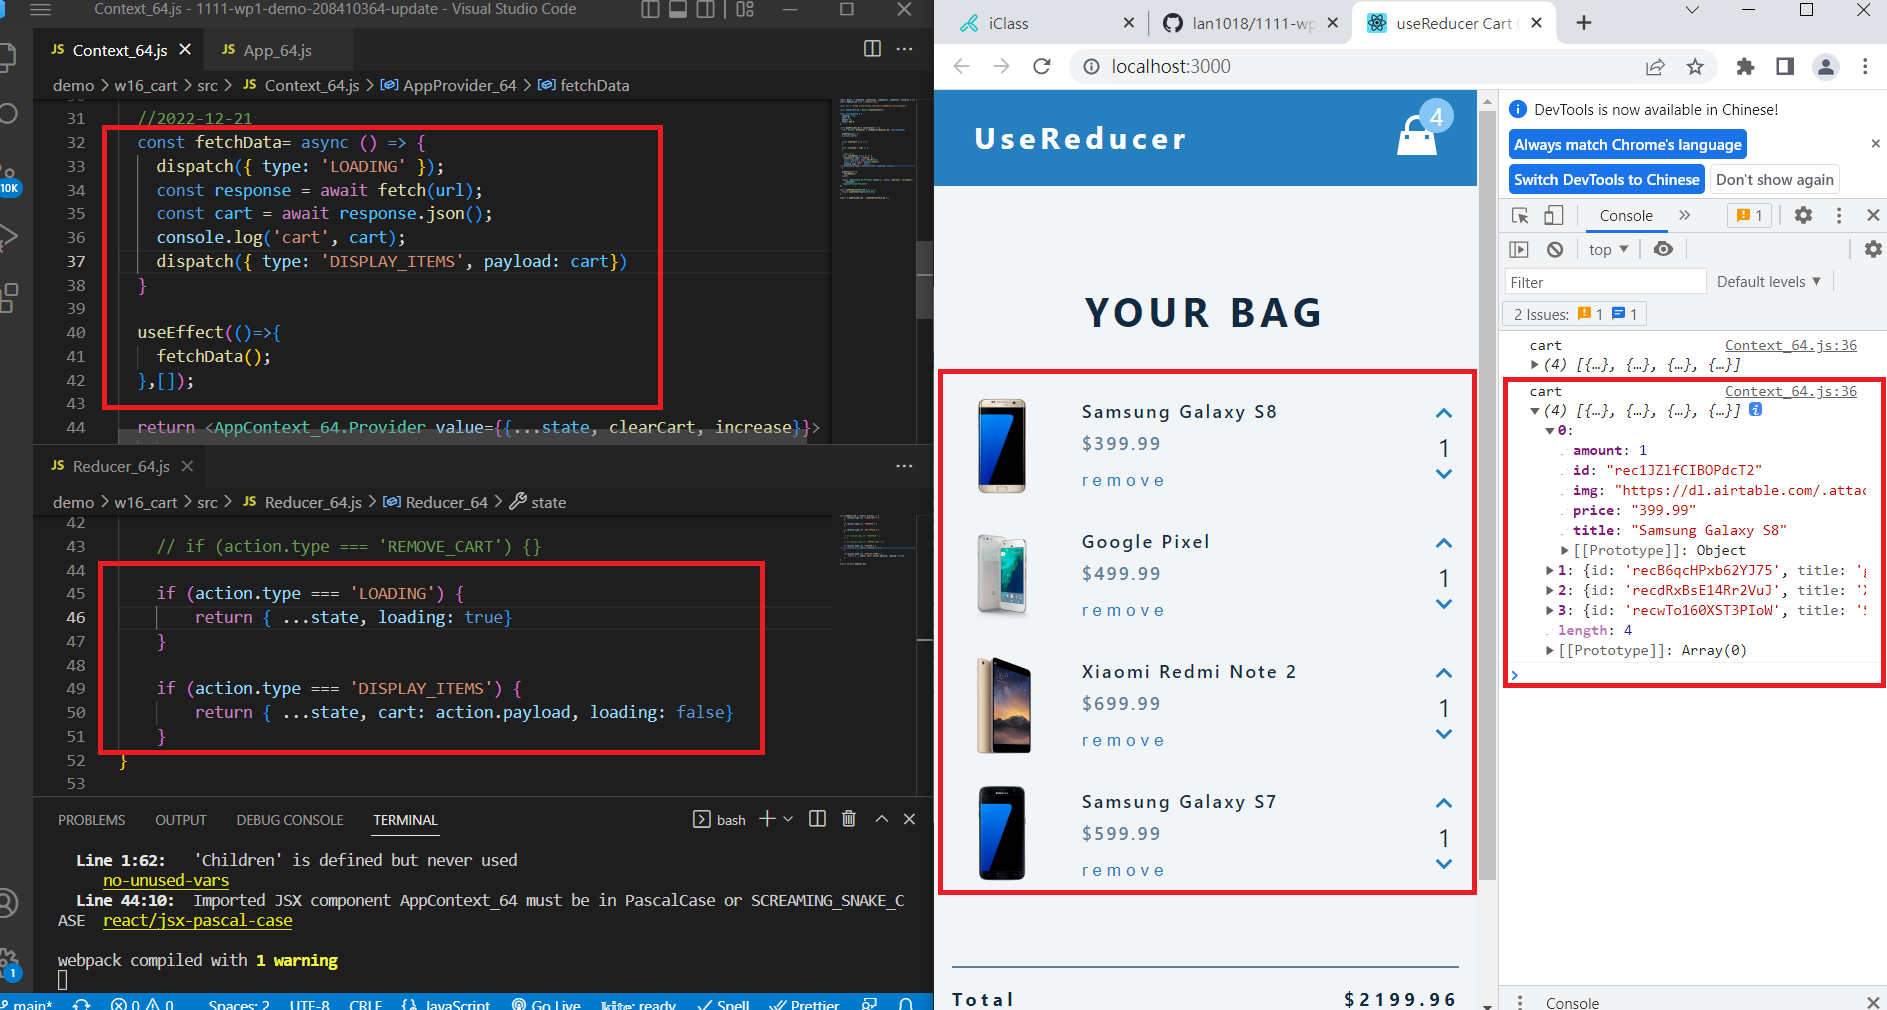 Context_64.js - 1111-wp1-demo-208410364-update - Visual Studio Code
JS Context_64.js
JS App_64.js
demo > w16_cart > src > JS Context_64.js > AppProvider_64 > fetchData
31 //2022-12-21
32 const fetchData= async () => {
33 dispatch({ type: 'LOADING' });
34 const response = await fetch(url);
35 const cart = await response.json();
36 console.log('cart', cart);
37 dispatch({ type: 'DISPLAY_ITEMS', payload: cart})
38 }
39
40 useEffect(()=>{
41 fetchData();
42 },[]);
43
44 return <AppContext_64.Provider value={{...state, clearCart, increase}}>
JS Reducer_64.js
demo > w16_cart > src > JS Reducer_64.js > Reducer_64 > state
42
43 // if (action.type === 'REMOVE_CART') {}
44
45 if (action.type === 'LOADING') {
46 return { ...state, loading: true}
47 }
48
49 if (action.type === 'DISPLAY_ITEMS') {
50 return { ...state, cart: action.payload, loading: false}
51 }
52 }
53
PROBLEMS OUTPUT DEBUG CONSOLE TERMINAL bash
Line 1:62: 'Children' is defined but never used
no-unused-vars
Line 44:10: Imported JSX component AppContext_64 must be in PascalCase or SCREAMING_SNAKE_C
ASE react/jsx-pascal-case
webpack compiled with 1 warning
10K
1
main* 0 0 Spaces: 2 UTF-8 CRLF {} JavaScript Go Live kite: ready Spell Prettier
iClass
lan1018/1111-wp
useReducer Cart
localhost:3000
UseReducer
4
YOUR BAG
Samsung Galaxy S8
$399.99
remove
1
Google Pixel
$499.99
remove
1
Xiaomi Redmi Note 2
$699.99
remove
1
Samsung Galaxy S7
$599.99
remove
1
Total $2199.96
DevTools is now available in Chinese!
Always match Chrome's language
Switch DevTools to Chinese
Don't show again
Console » 1
top
Filter
Default levels
2 Issues: 1 1
cart Context_64.js:36
(4) [{…}, {…}, {…}, {…}]
cart Context_64.js:36
(4) [{…}, {…}, {…}, {…}] i
0:
amount: 1
id: "rec1JZlfCIBOPdcT2"
img: "https://dl.airtable.com/.attac
price: "399.99"
title: "Samsung Galaxy S8"
[[Prototype]]: Object
1: {id: 'recB6qcHPxb62YJ75', title: 'g
2: {id: 'recdRxBsE14Rr2VuJ', title: 'X
3: {id: 'recwTo160XST3PIoW', title: 'S
length: 4
[[Prototype]]: Array(0)
Console